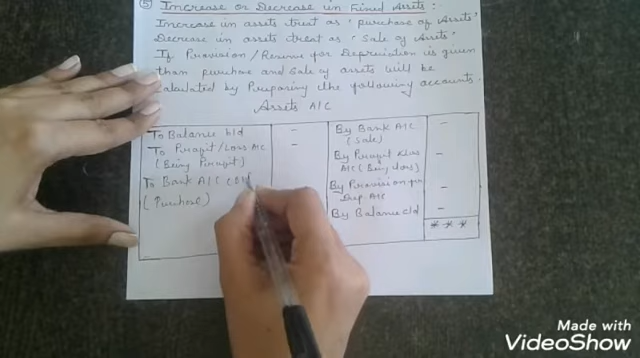 ⑤ Increase or Decrease in Fixed Assets:
Increase in assets treat as 'purchase of Assets'
Decrease in assets treat as 'Sale of Assets'
If Provision/Reserve for Depreciation is given
than purchase and Sale of assets will be
Calculated by Preparing the following accounts.
Assets A/C
To Balance b/d -
To Profit/Loss A/C -
(Being Profit)
To Bank A/C
(Purchase)
By Bank A/C -
(Sale)
By Profit & Loss -
A/C (Being loss)
By Provision for -
Dep. A/C
By Balance c/d -
***
Made with
VideoShow